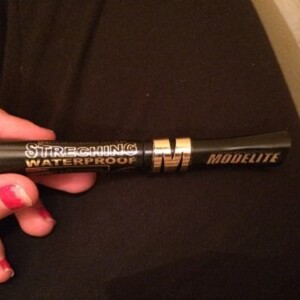 STRECHING
WATERPROOF
M
MODELITE